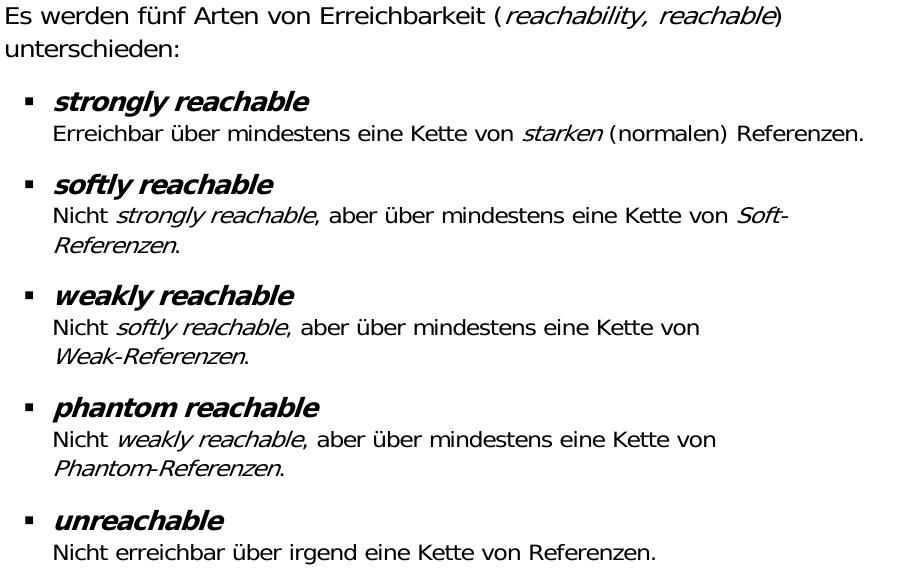 Es werden fünf Arten von Erreichbarkeit (reachability, reachable)
unterschieden:
▪ strongly reachable
Erreichbar über mindestens eine Kette von starken (normalen) Referenzen.
▪ softly reachable
Nicht strongly reachable, aber über mindestens eine Kette von Soft-
Referenzen.
▪ weakly reachable
Nicht softly reachable, aber über mindestens eine Kette von
Weak-Referenzen.
▪ phantom reachable
Nicht weakly reachable, aber über mindestens eine Kette von
Phantom-Referenzen.
▪ unreachable
Nicht erreichbar über irgend eine Kette von Referenzen.